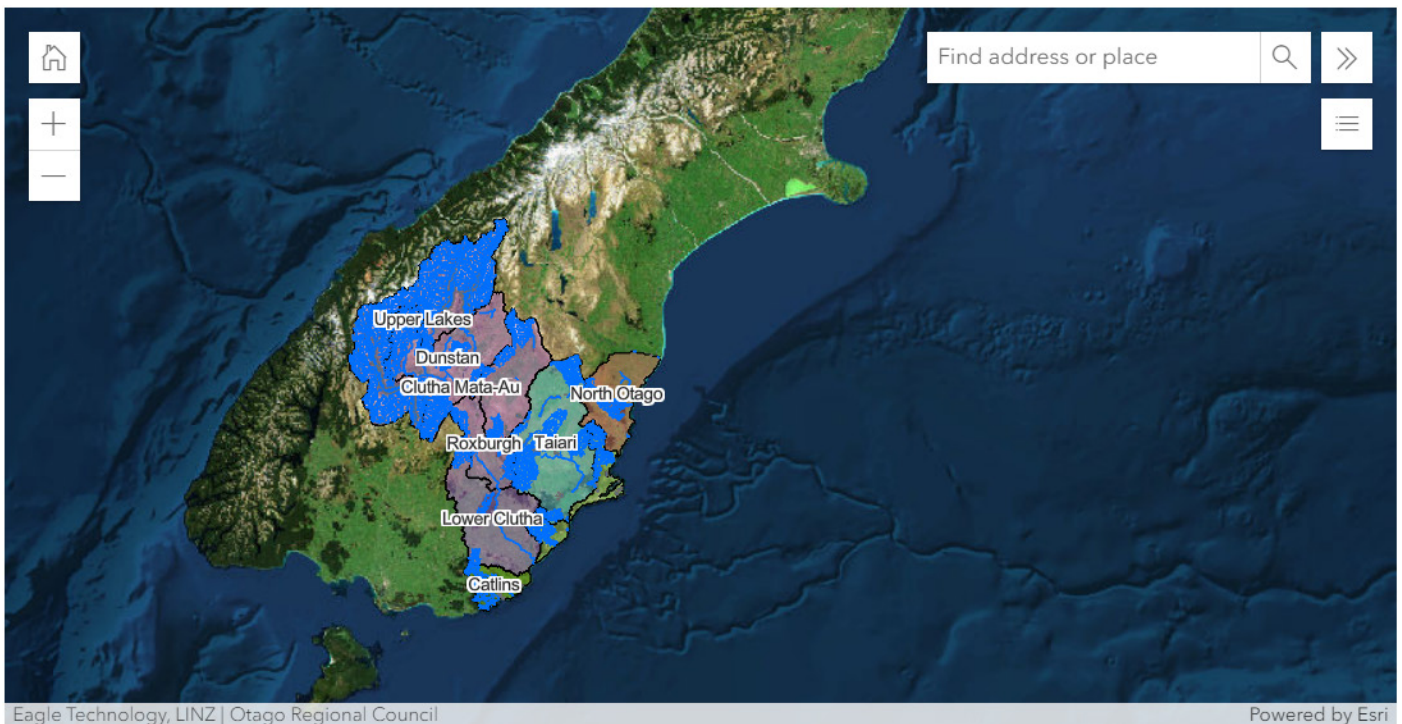 Find address or place
Upper Lakes
Dunstan
Clutha Mata-Au
North Otago
Roxburgh
Taiari
Lower Clutha
Catlins
Eagle Technology, LINZ | Otago Regional Council
Powered by Esri